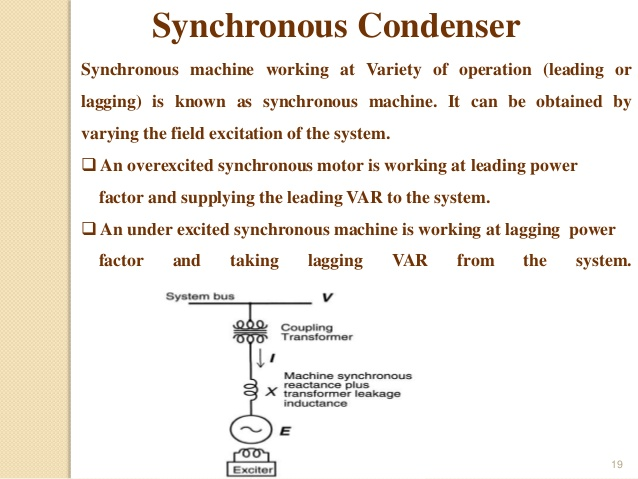 Synchronous Condenser
Synchronous machine working at Variety of operation (leading or
lagging) is known as synchronous machine. It can be obtained by
varying the field excitation of the system.
An overexcited synchronous motor is working at leading power
factor and supplying the leading VAR to the system.
An under excited synchronous machine is working at lagging power
factor and taking lagging VAR from the system.
System bus V
Coupling
Transformer
I
Machine synchronous
reactance plus
X transformer leakage
inductance
E
Exciter
19